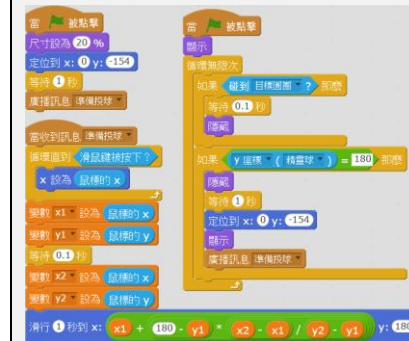 當 被點擊
尺寸設為 20 %
定位到 x: 0 y: -154
等待 1 秒
廣播訊息 準備投球
當收到訊息 準備投球
循環直到 滑鼠鍵被按下?
x 設為 鼠標的 x
變數 x1 設為 鼠標的 x
變數 y1 設為 鼠標的 y
等待 0.1 秒
變數 x2 設為 鼠標的 x
變數 y2 設為 鼠標的 y
滑行 1 秒到 x: x1 + 180 - y1 * x2 - x1 / y2 - y1 y: 180
當 被點擊
顯示
循環無限次
如果 碰到 目標圈圈 ? 那麼
等待 0.1 秒
隱藏
如果 y 座標 ( 精靈球 ) = 180 那麼
隱藏
等待 1 秒
定位到 x: 0 y: -154
顯示
廣播訊息 準備投球